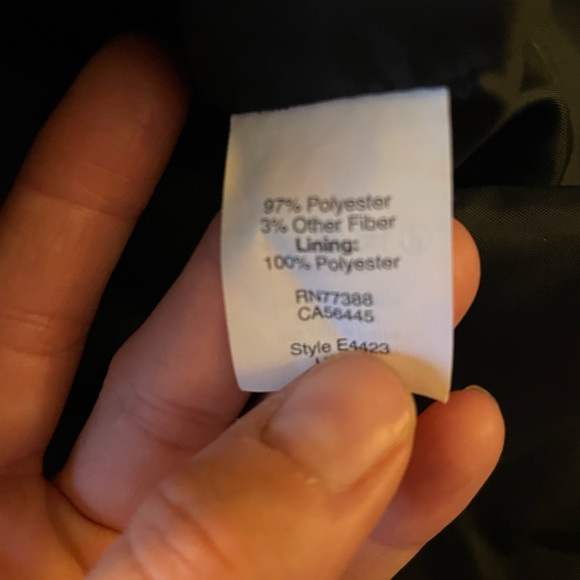 97% Polyester
3% Other Fiber
Lining:
100% Polyester
RN77388
CA56445
Style E4423